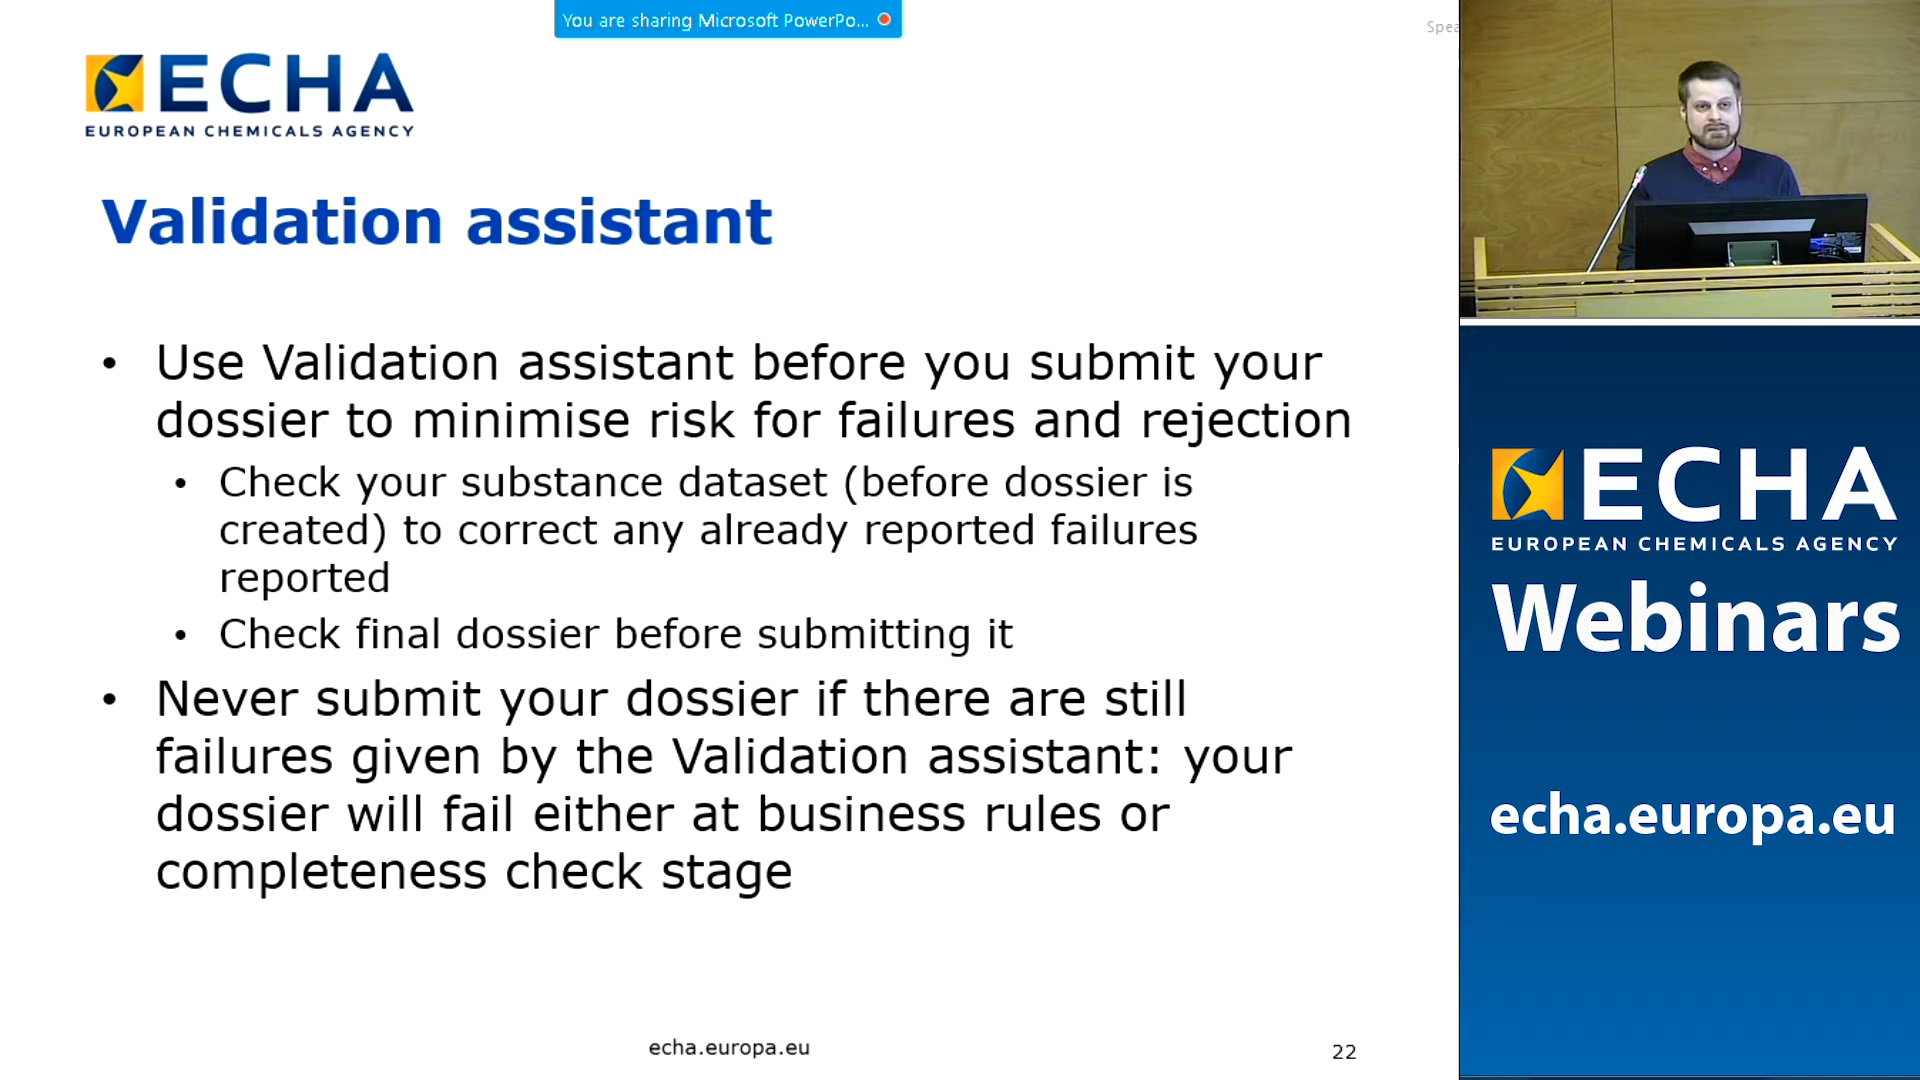 You are sharing Microsoft PowerPo...
Spea
ECHA
EUROPEAN CHEMICALS AGENCY
Validation assistant
• Use Validation assistant before you submit your
dossier to minimise risk for failures and rejection
• Check your substance dataset (before dossier is
created) to correct any already reported failures
reported
• Check final dossier before submitting it
• Never submit your dossier if there are still
failures given by the Validation assistant: your
dossier will fail either at business rules or
completeness check stage
echa.europa.eu
22
ECHA
EUROPEAN CHEMICALS AGENCY
Webinars
echa.europa.eu